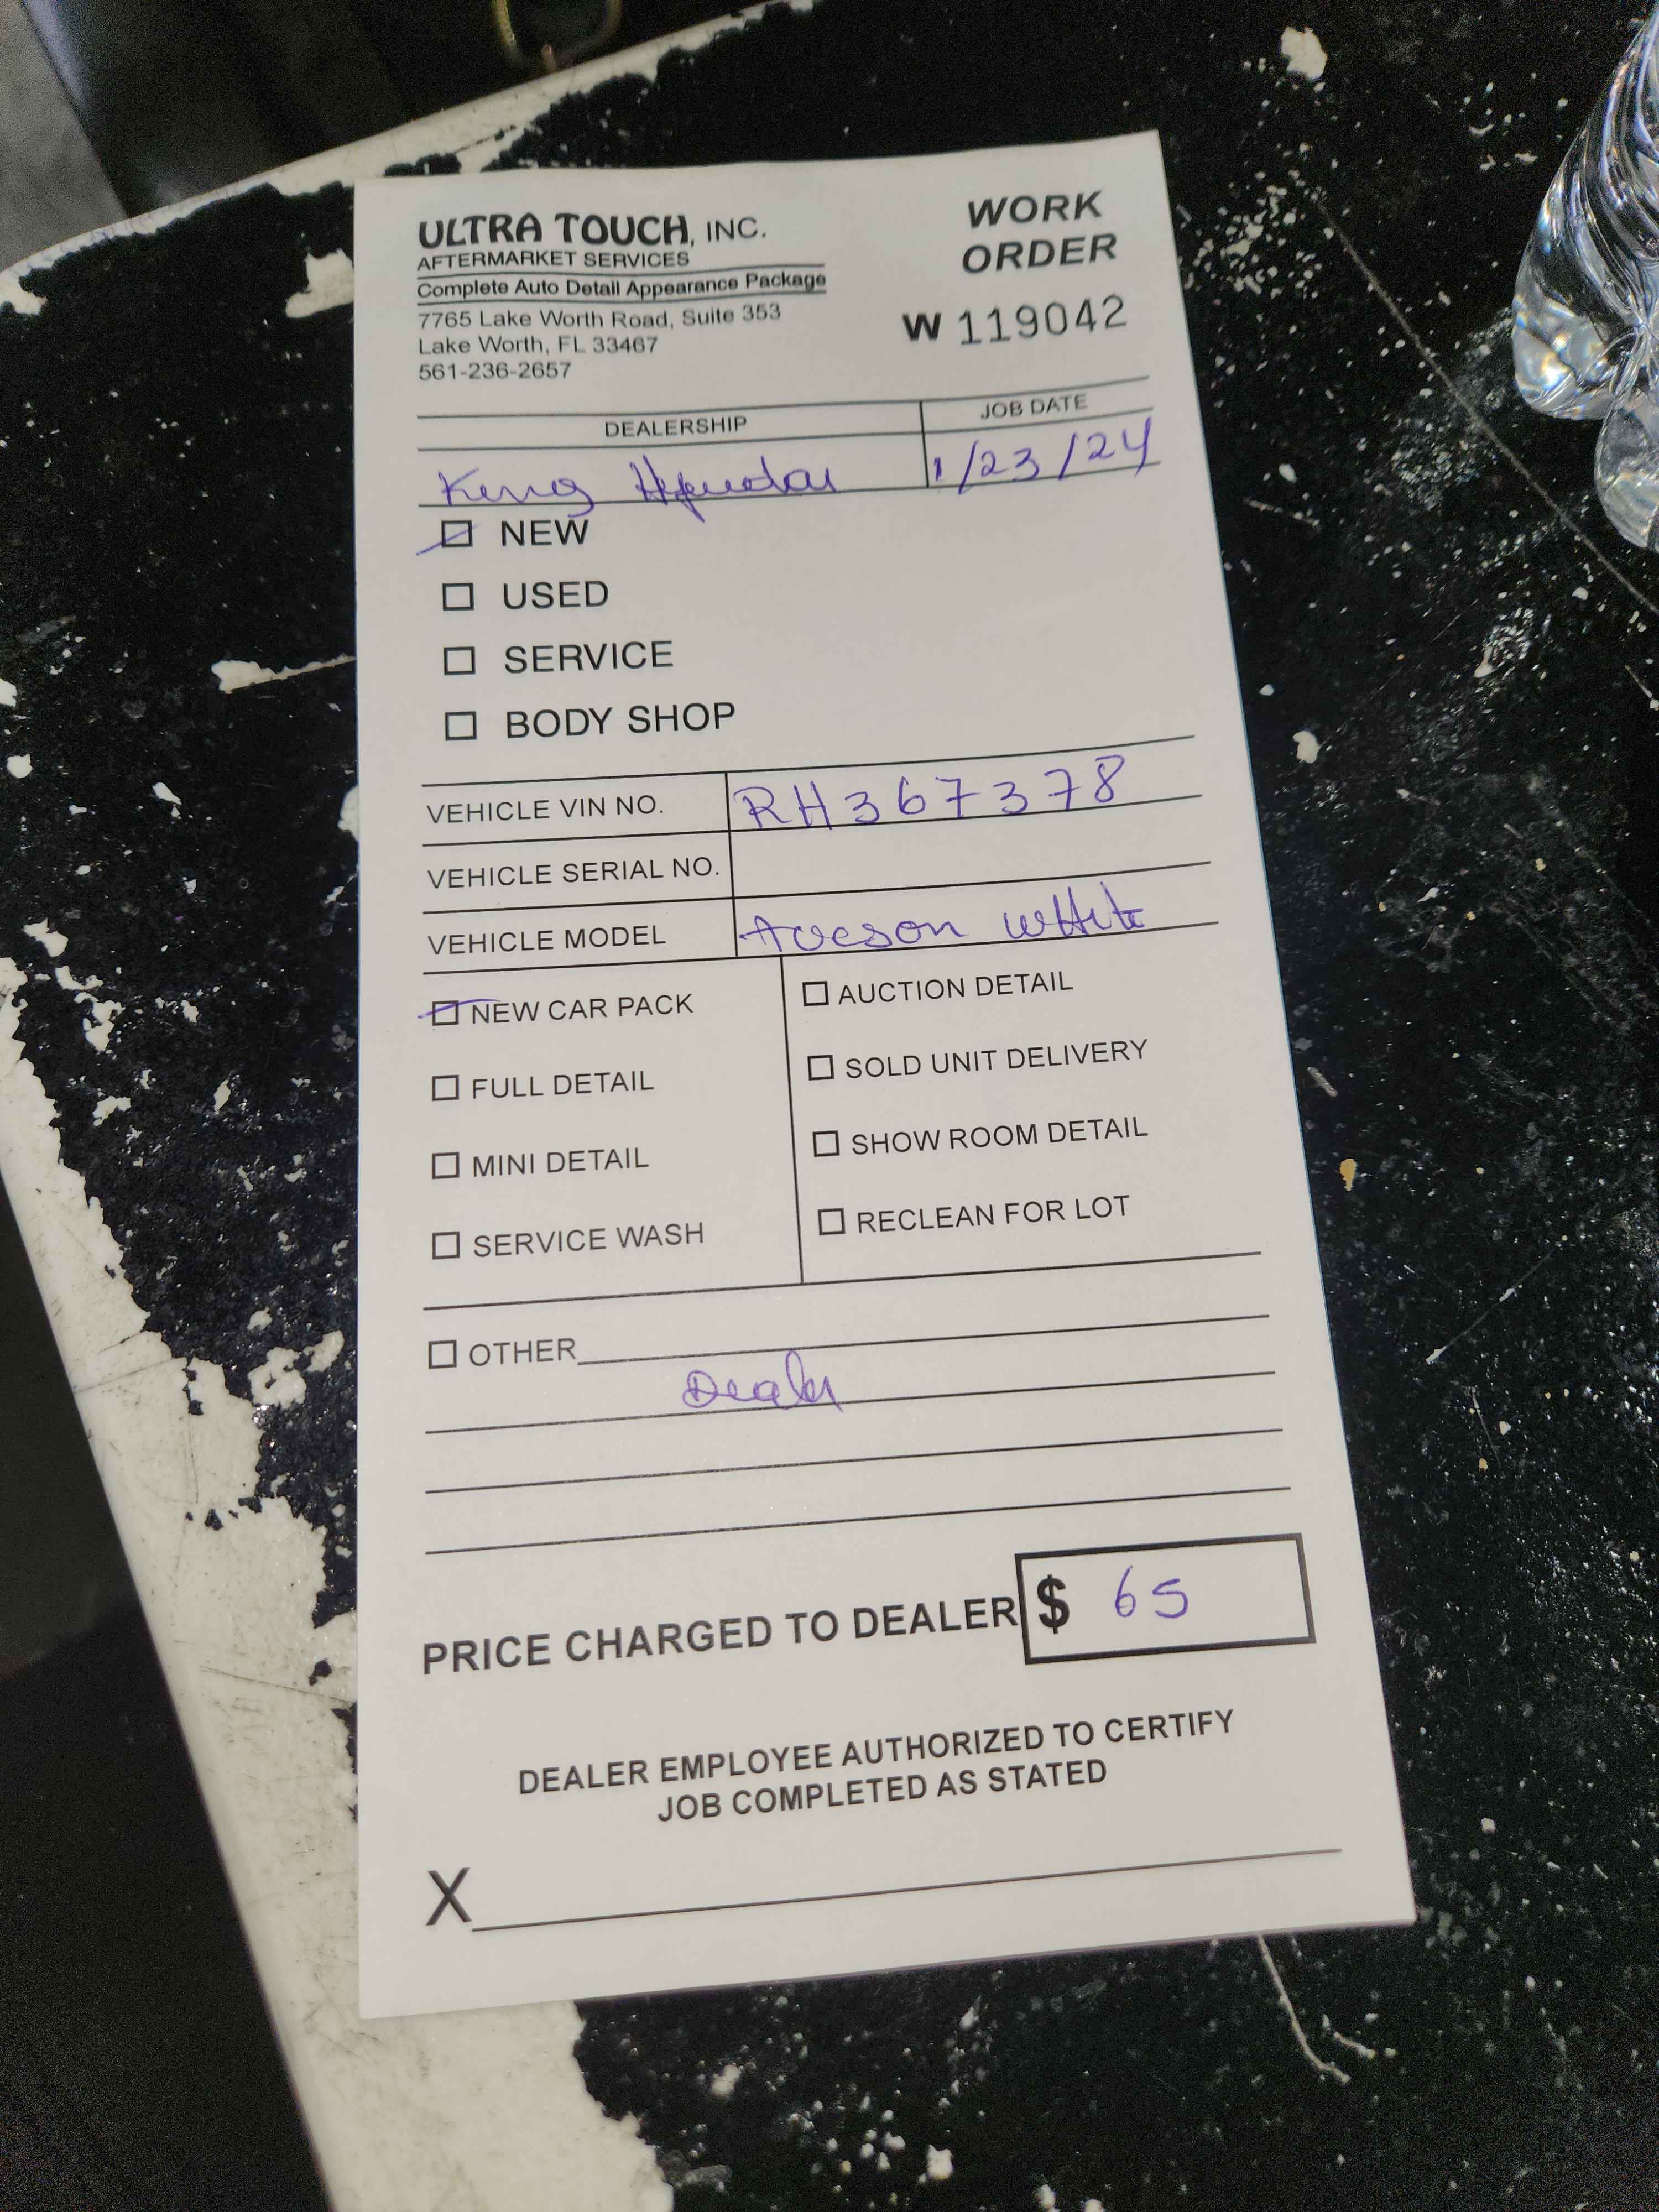 ULTRA TOUCH, INC.
AFTERMARKET SERVICES
Complete Auto Detail Appearance Package
7765 Lake Worth Road, Suite 353
Lake Worth, FL 33467
561-236-2657
WORK
ORDER
W 119042
DEALERSHIP
JOB DATE
King Hyundai
1/23/24
NEW
USED
SERVICE
BODY SHOP
VEHICLE VIN NO. RH367378
VEHICLE SERIAL NO.
VEHICLE MODEL Tucson White
NEW CAR PACK
FULL DETAIL
MINI DETAIL
SERVICE WASH
AUCTION DETAIL
SOLD UNIT DELIVERY
SHOW ROOM DETAIL
RECLEAN FOR LOT
OTHER
Dealer
PRICE CHARGED TO DEALER $ 65
DEALER EMPLOYEE AUTHORIZED TO CERTIFY
JOB COMPLETED AS STATED
X